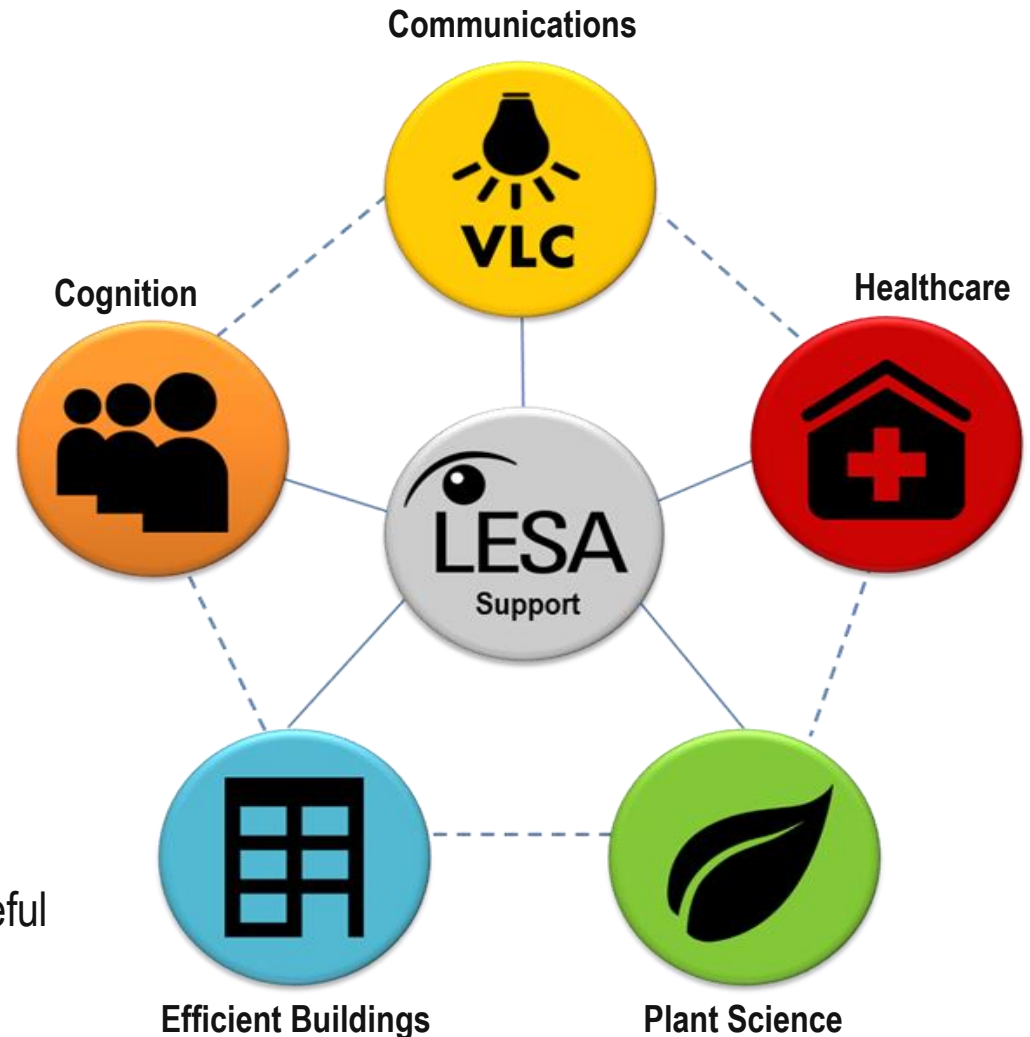 Communications
VLC
Cognition
Healthcare
LESA
Support
Efficient Buildings
Plant Science